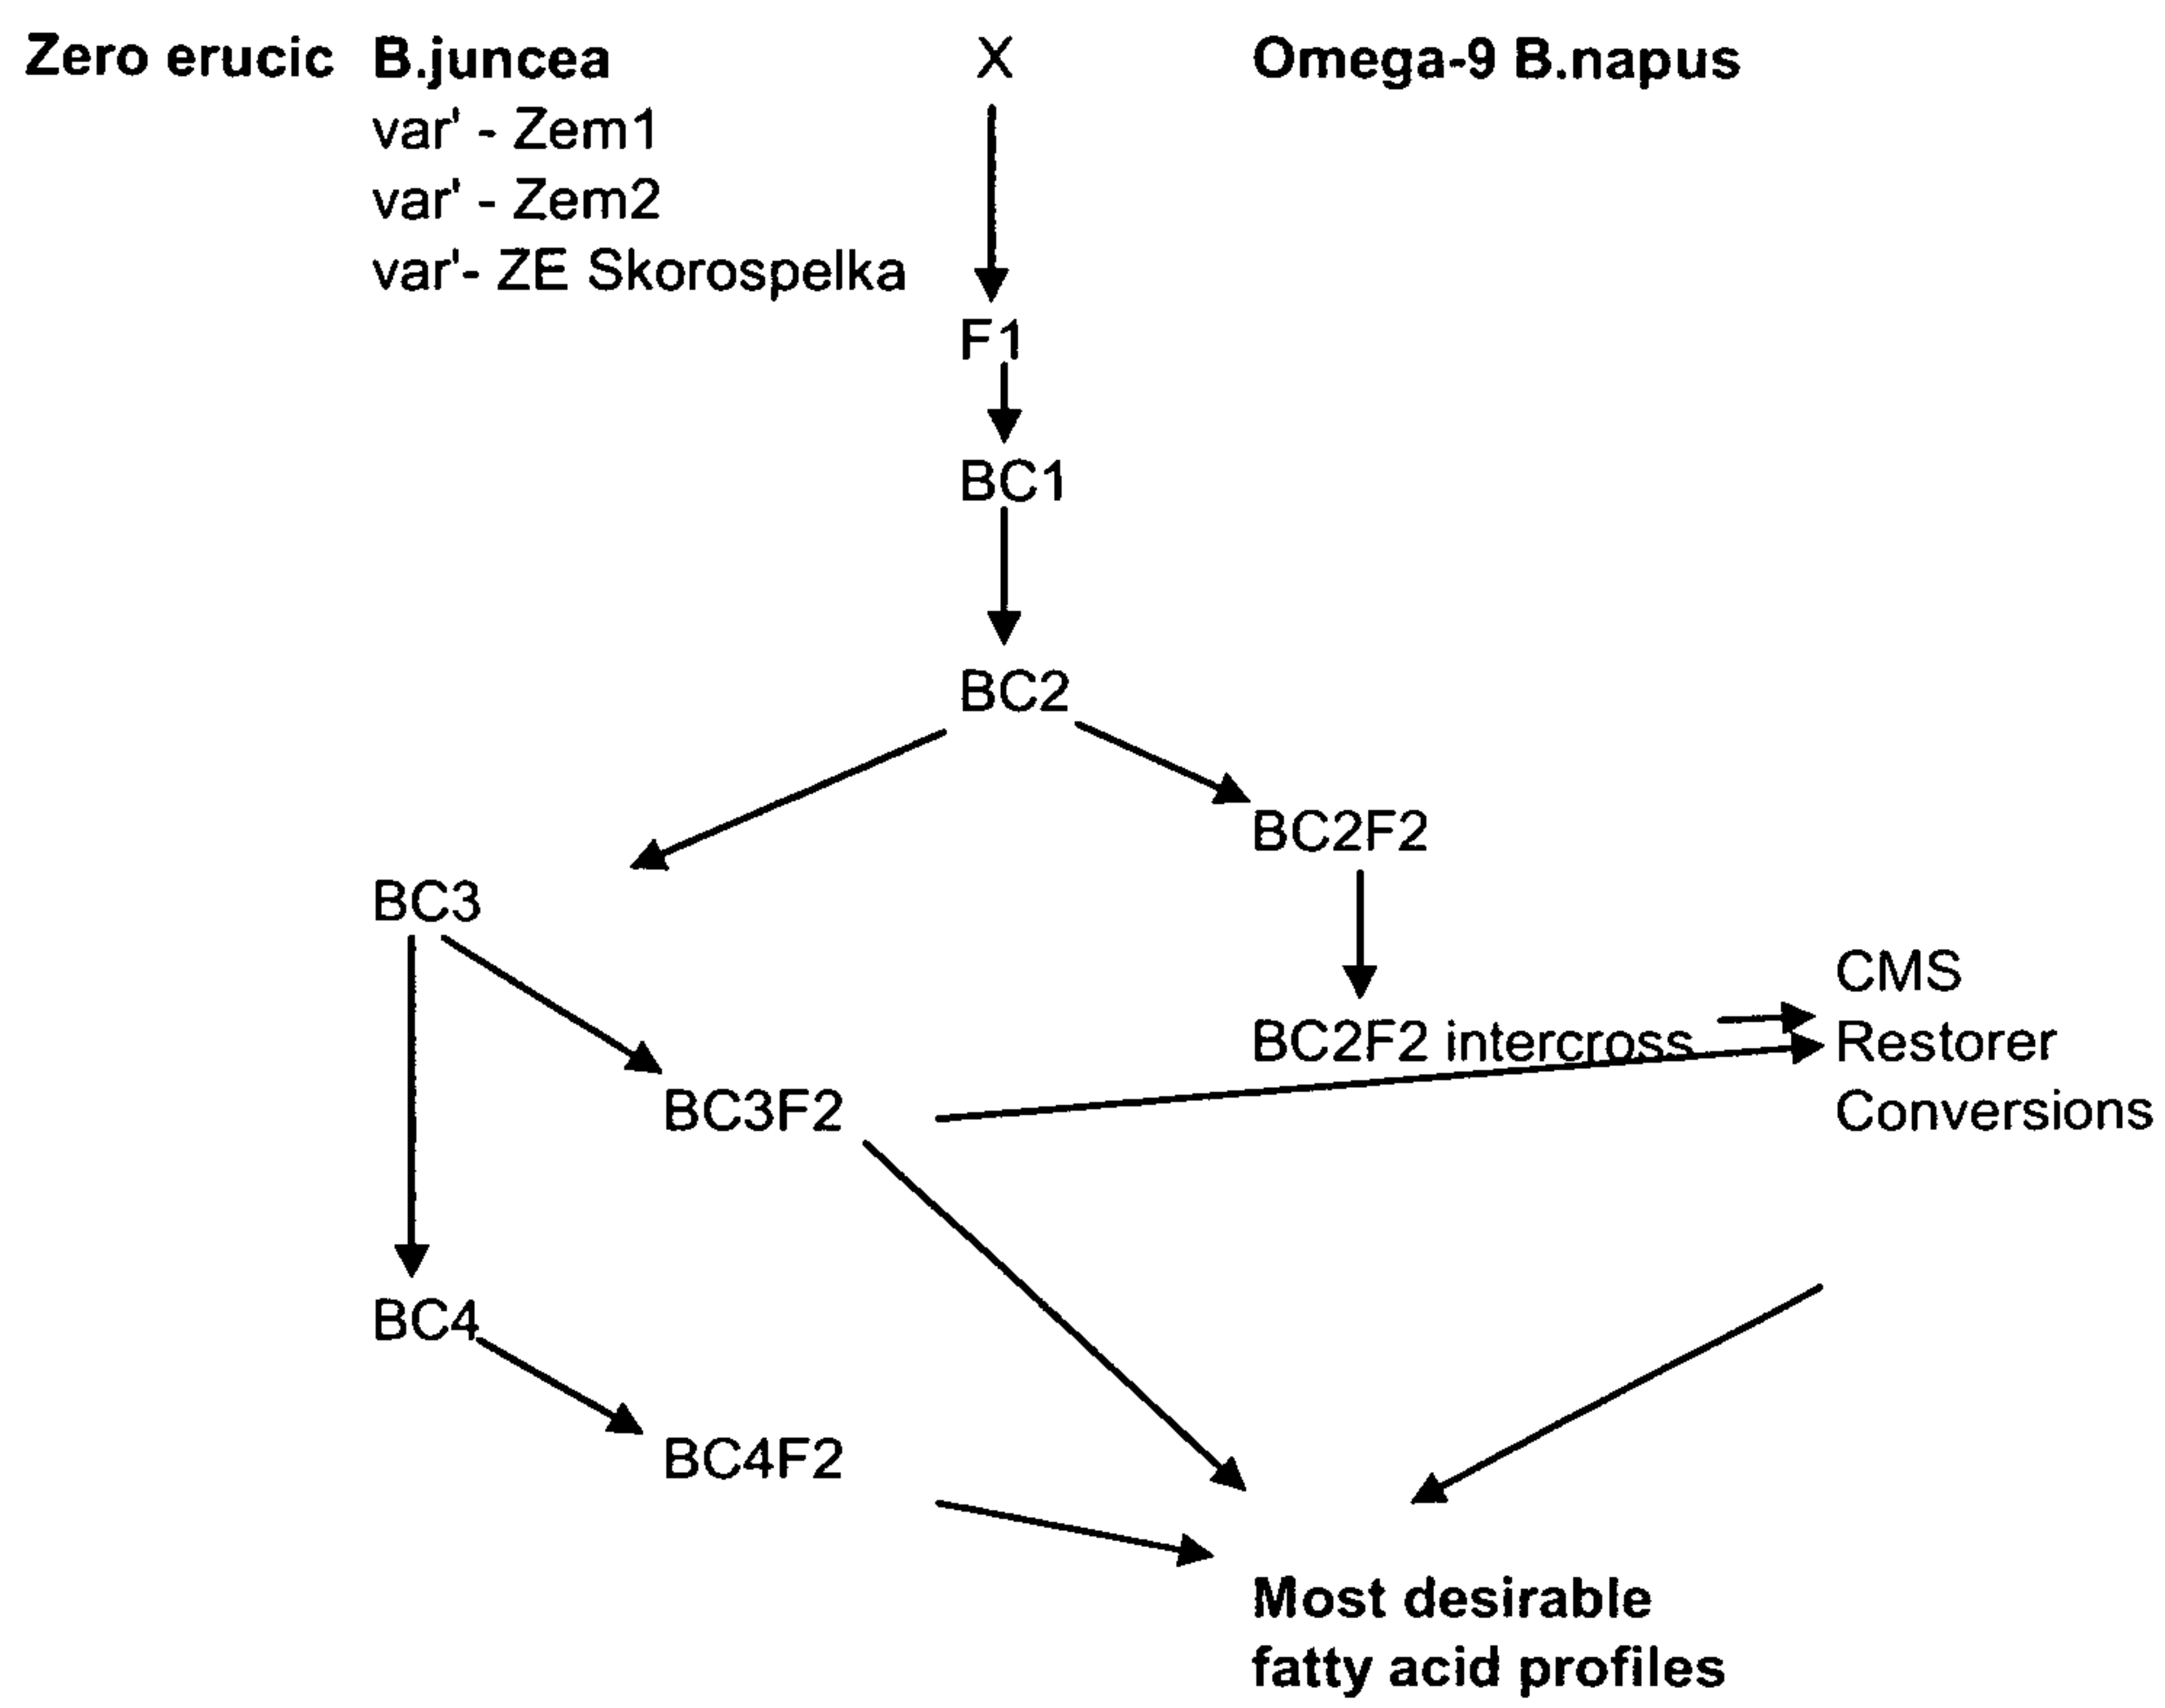 Zero erucic B.juncea X Omega-9 B.napus
var' - Zem1
var' - Zem2
var'- ZE Skorospelka
F1
BC1
BC2
BC2F2
BC3
CMS
BC2F2 intercross Restorer
BC3F2 Conversions
BC4
BC4F2
Most desirable
fatty acid profiles